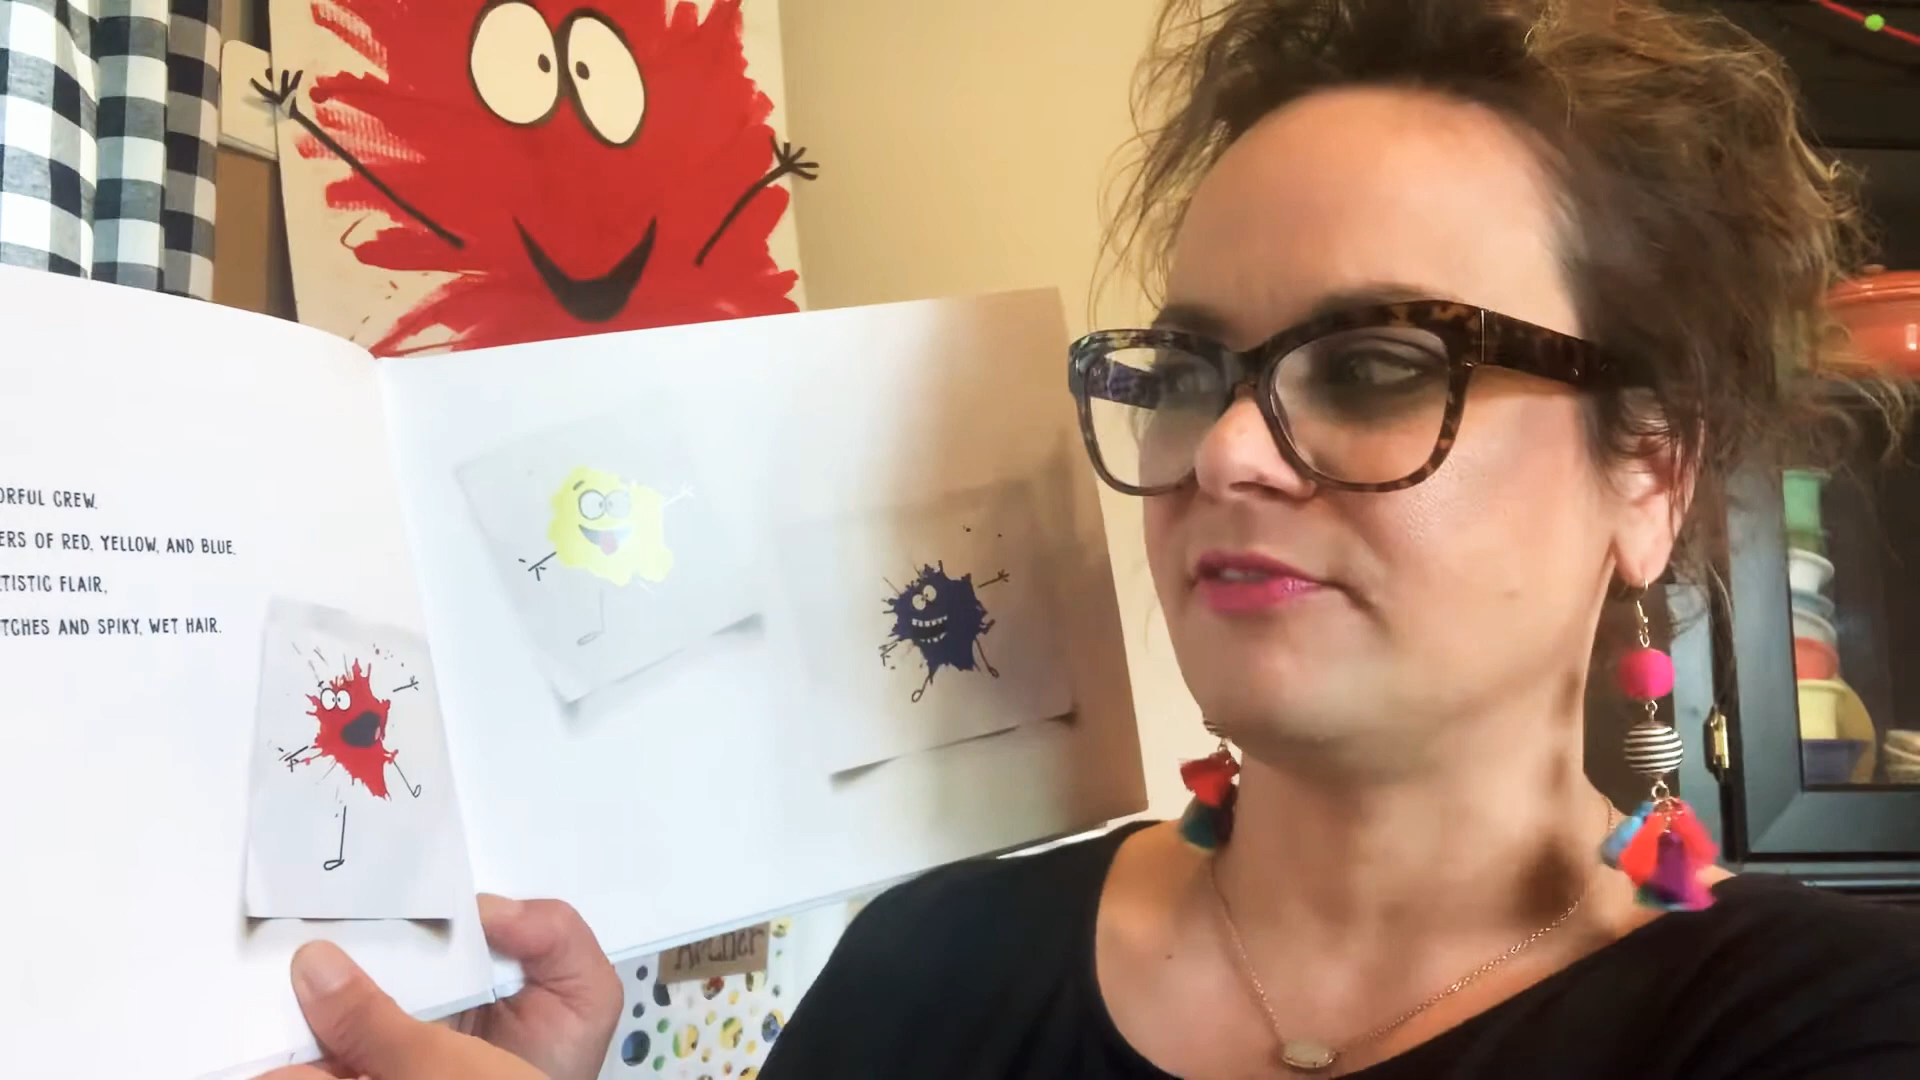 ORFUL CREW.
ERS OF RED, YELLOW, AND BLUE.
TISTIC FLAIR,
TCHES AND SPIKY, WET HAIR.